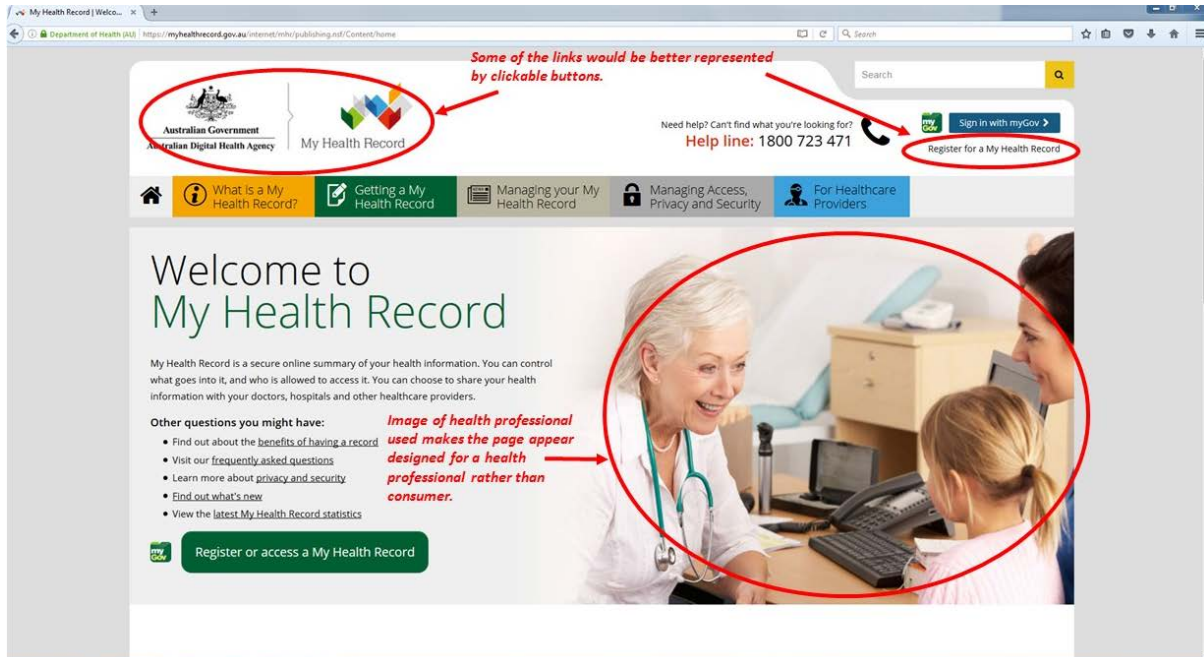 My Health Record | Welco...
Department of Health (AU)
https://myhealthrecord.gov.au/internet/mhr/publishing.nsf/Content/home
Search
Some of the links would be better represented
by clickable buttons.
Search
Australian Government
Australian Digital Health Agency
My Health Record
Need help? Can't find what you're looking for?
Help line: 1800 723 471
my
Gov
Sign in with myGov
Register for a My Health Record
What is a My
Health Record?
Getting a My
Health Record
Managing your My
Health Record
Managing Access,
Privacy and Security
For Healthcare
Providers
Welcome to
My Health Record
My Health Record is a secure online summary of your health information. You can control
what goes into it, and who is allowed to access it. You can choose to share your health
information with your doctors, hospitals and other healthcare providers.
Other questions you might have:
Find out about the benefits of having a record
Visit our frequently asked questions
Learn more about privacy and security
Find out what's new
View the latest My Health Record statistics
Image of health professional
used makes the page appear
designed for a health
professional rather than
consumer.
my
Gov
Register or access a My Health Record